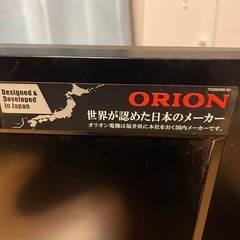 Designed &
Developed
in Japan
ORION
世界が認めた日本のメーカー
オリオン電機は福井県に本社をおく国内メーカーです。